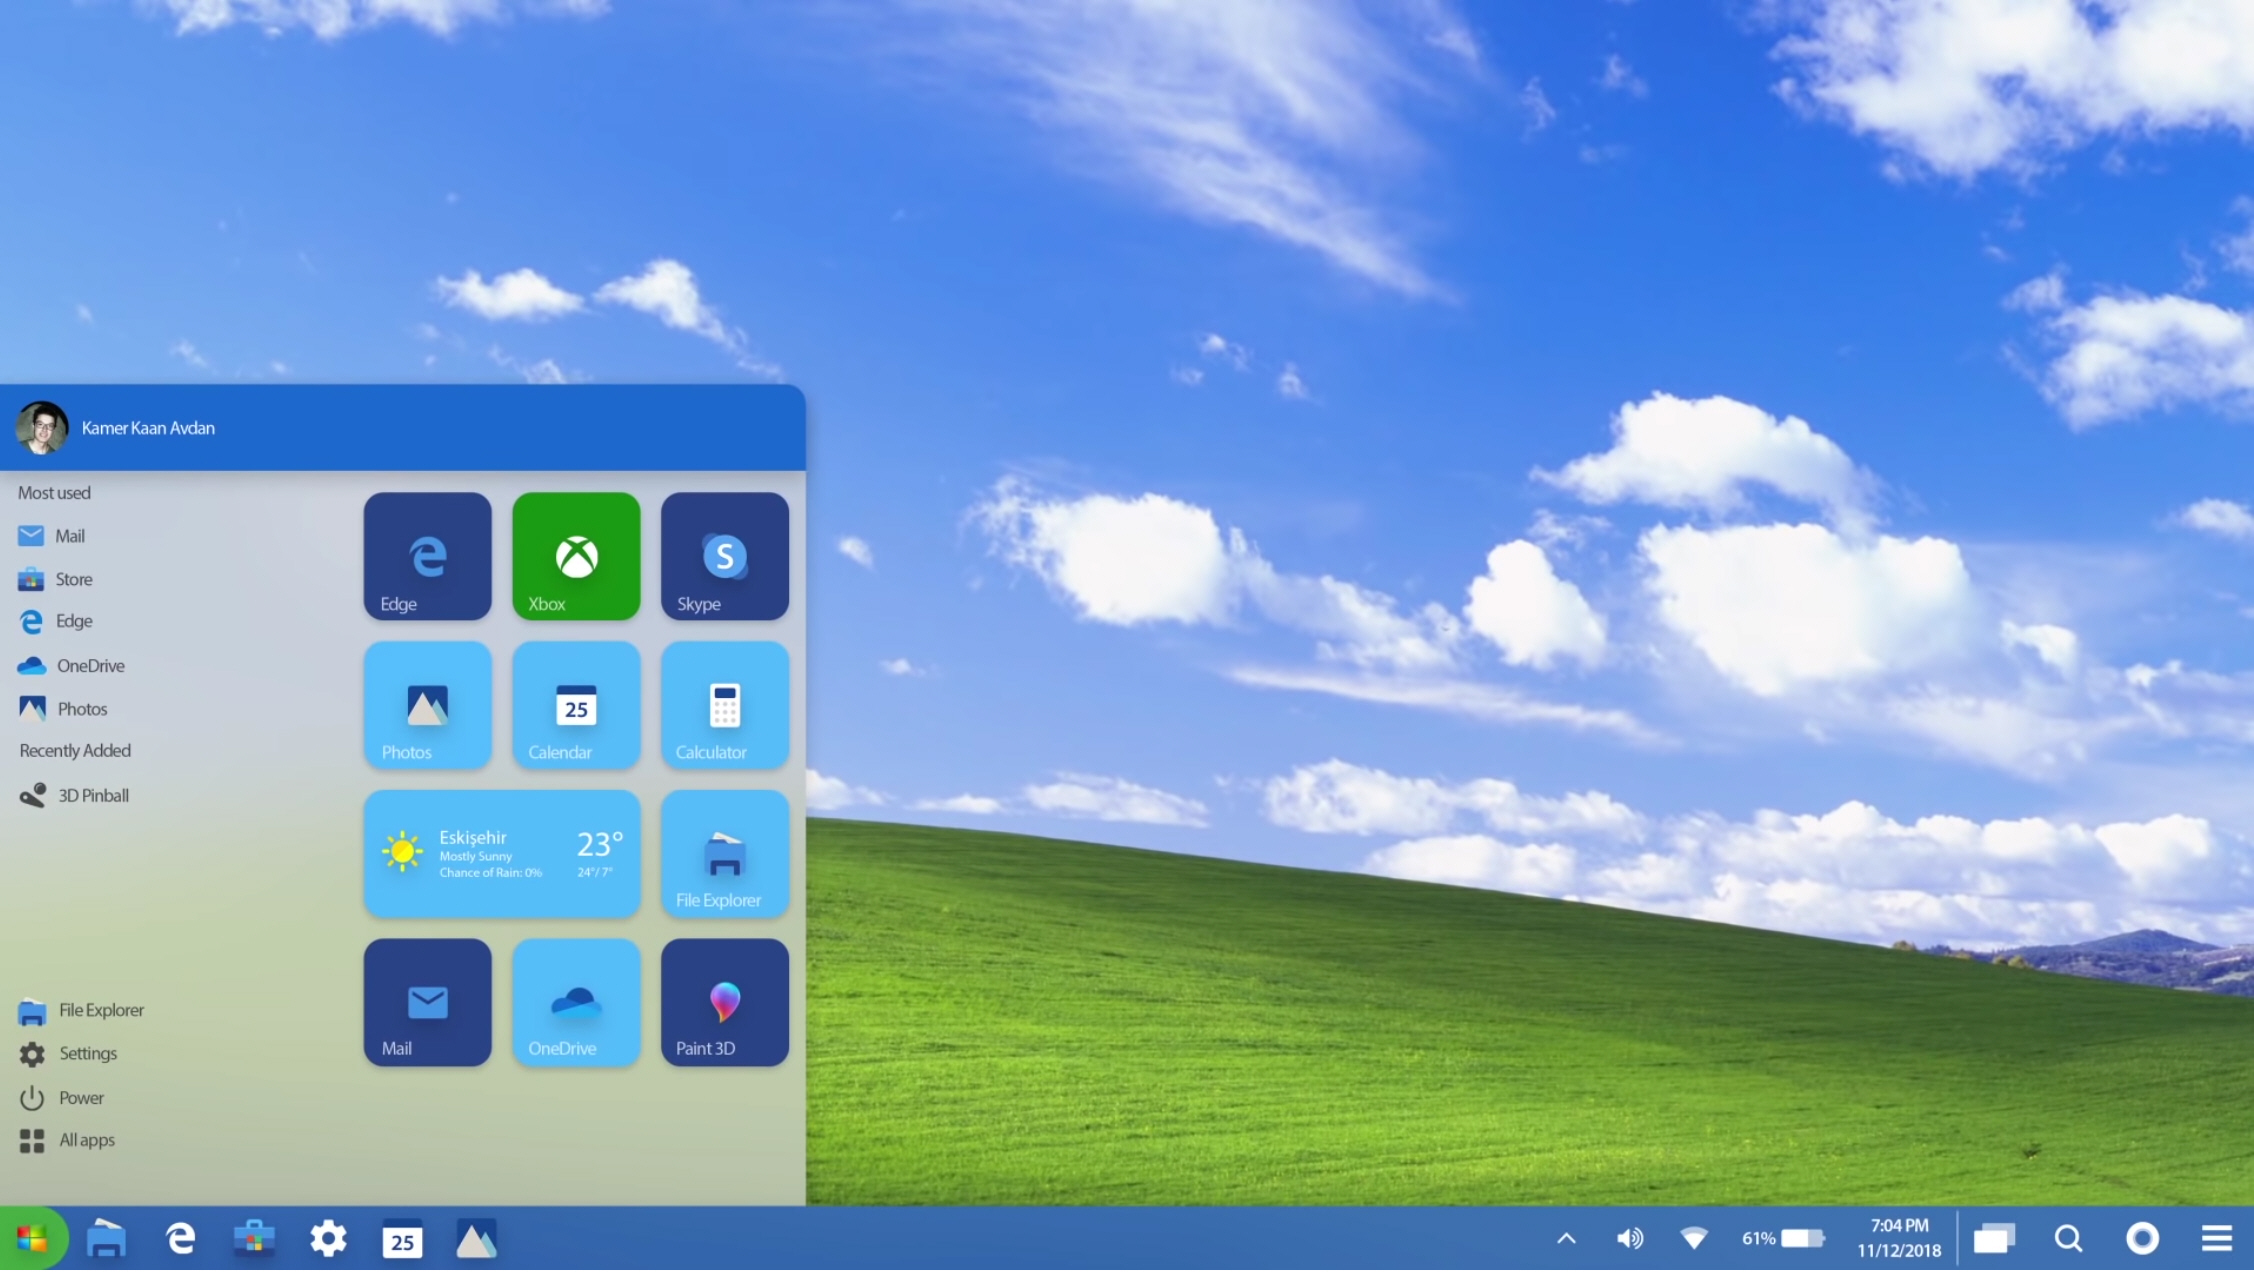 Kamer Kaan Avdan
Most used
Mail
Store
Edge
OneDrive
Photos
Recently Added
3D Pinball
File Explorer
Settings
Power
All apps
Edge
Xbox
S
Skype
Photos
25
Calendar
Calculator
Eskişehir
Mostly Sunny
Chance of Rain: 0%
23°
24°/ 7°
File Explorer
Mail
OneDrive
Paint 3D
25
61%
7:04 PM
11/12/2018